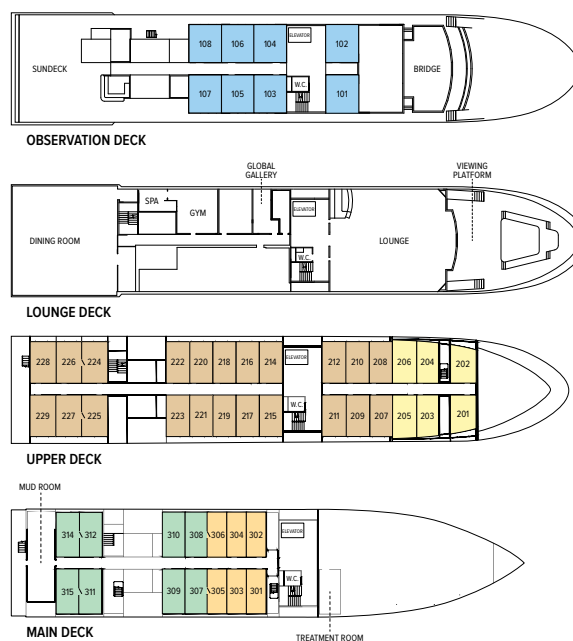 108 106 104 ELEVATOR 102
SUNDECK BRIDGE
W.C.
107 105 103 101
OBSERVATION DECK
GLOBAL
GALLERY
VIEWING
PLATFORM
SPA
GYM
ELEVATOR
DINING ROOM LOUNGE
W.C.
LOUNGE DECK
228 226 224 222 220 218 216 214 ELEVATOR 212 210 208 206 204 202
W.C.
229 227 225 223 221 219 217 215 211 209 207 205 203 201
UPPER DECK
MUD ROOM
314 312 310 308 306 304 302 ELEVATOR
W.C.
315 311 309 307 305 303 301
MAIN DECK
TREATMENT ROOM